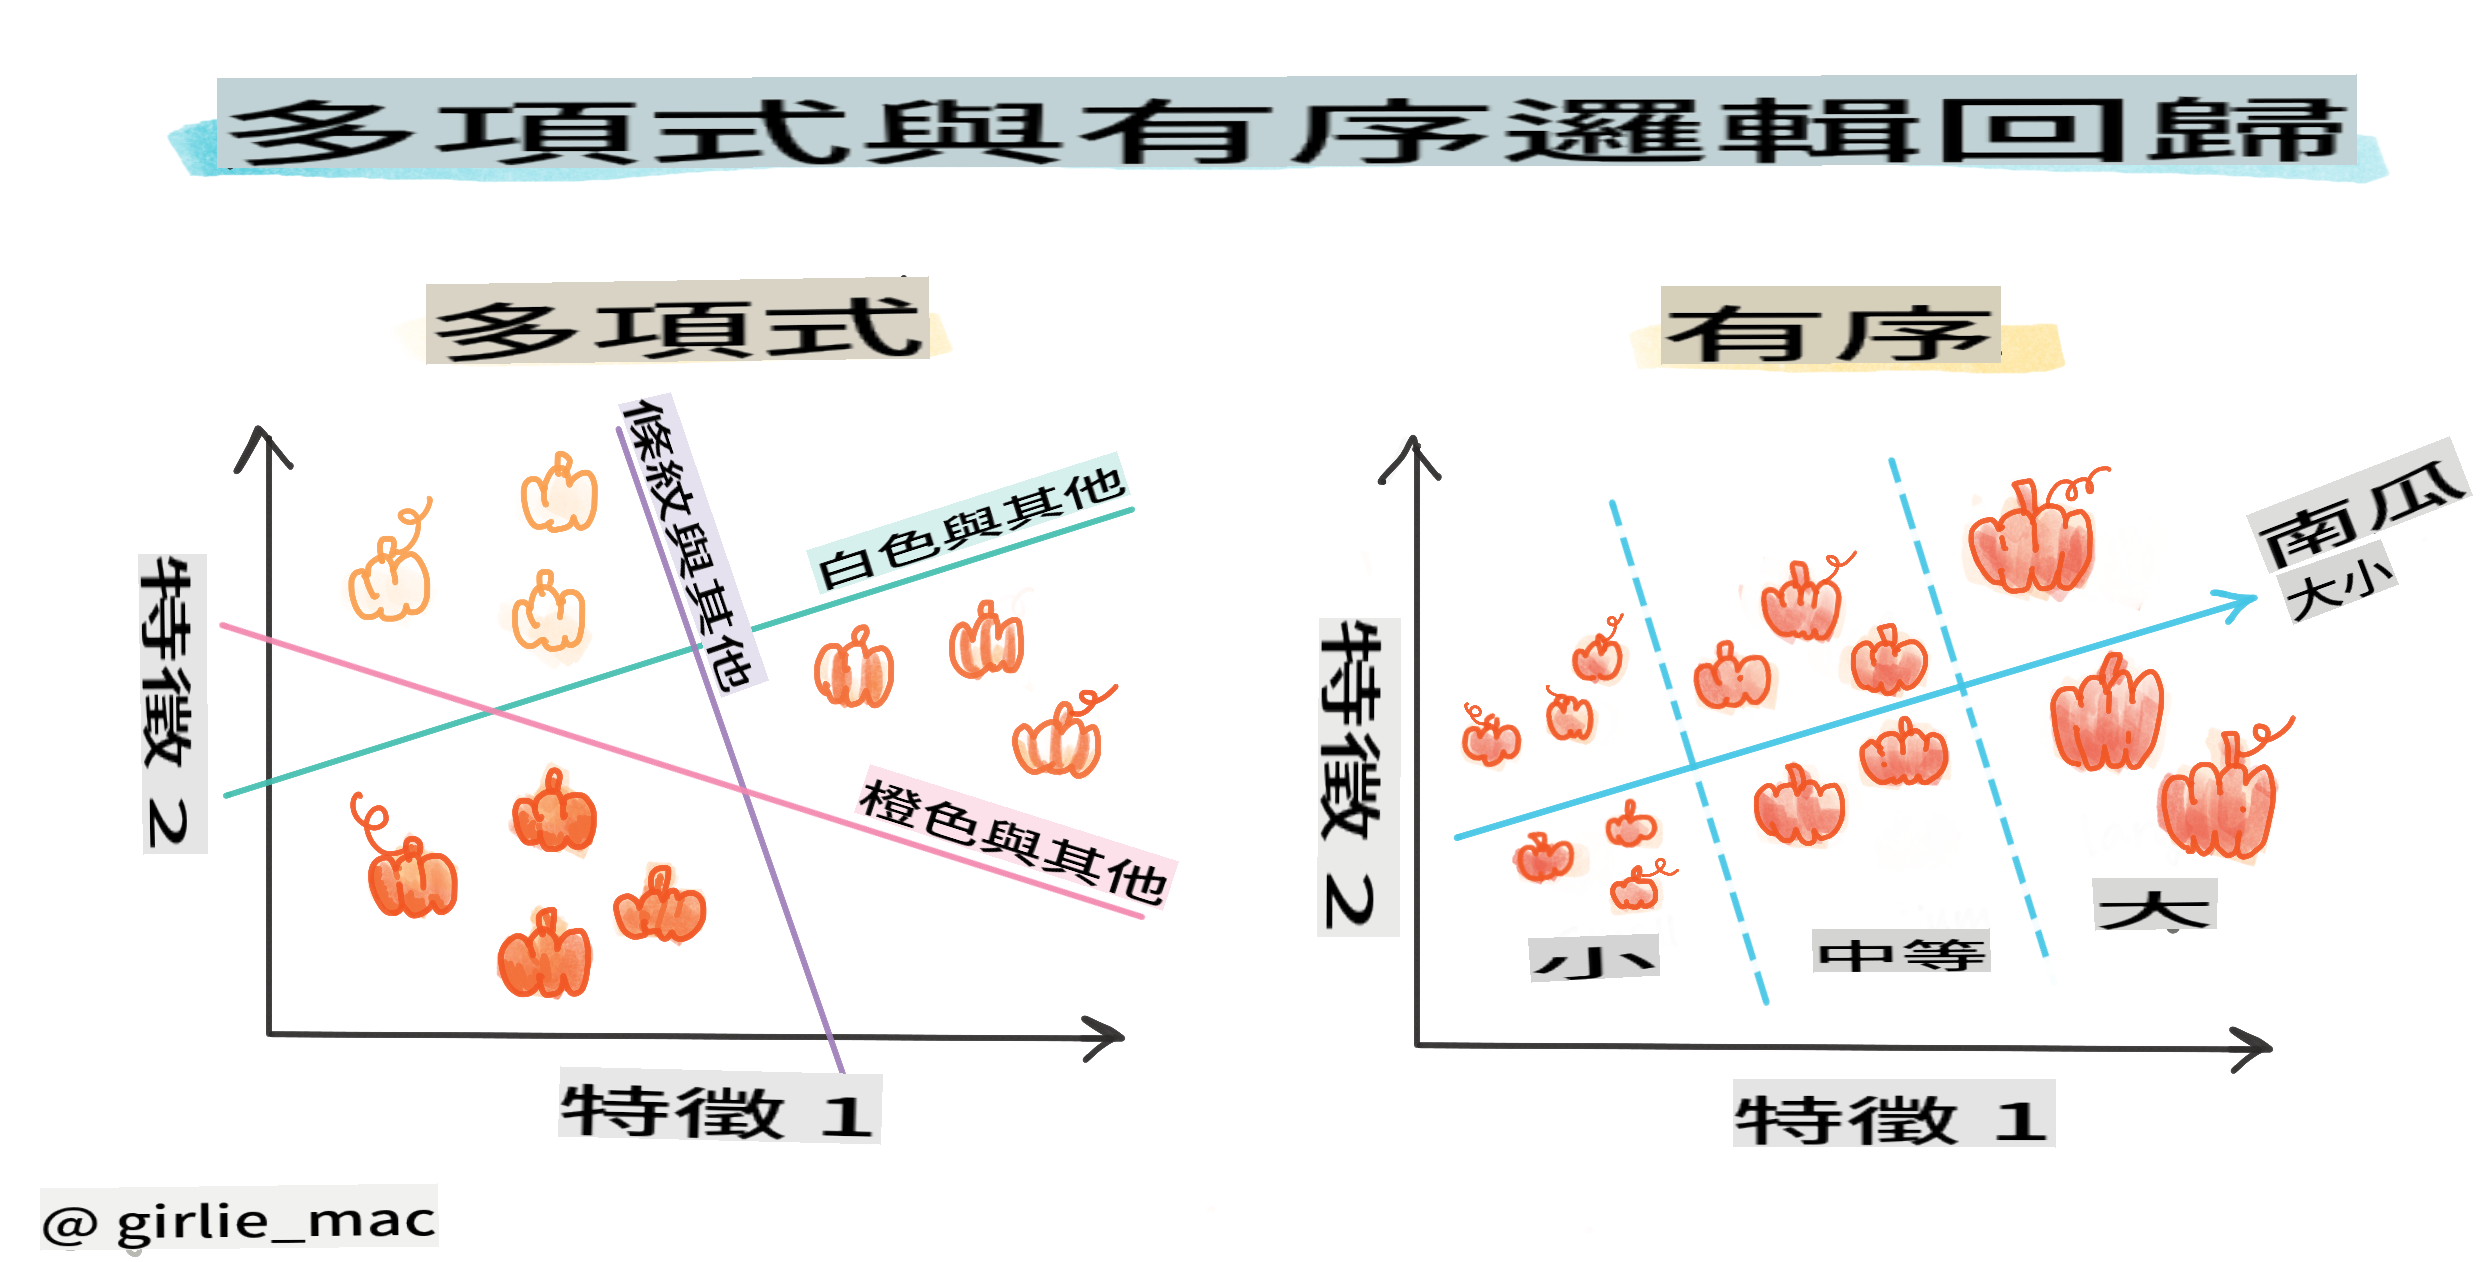 多項式與有序邏輯回歸
多項式
有序
條紋與其他
白色與其他
橙色與其他
特徵 2
特徵 1
南瓜
大小
特徵 2
小
中等
大
特徵 1
@ girlie_mac